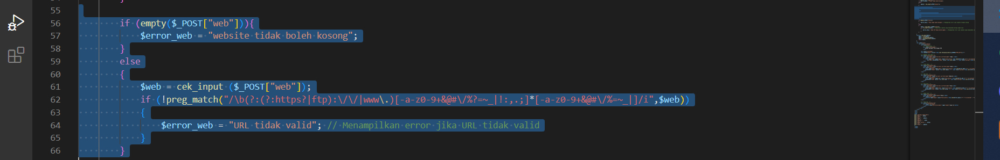 55
56 if (empty($_POST["web"])){
57 $error_web = "website tidak boleh kosong";
58 }
59 else
60 {
61 $web = cek_input ($_POST["web"]);
62 if (!preg_match("/\b(?:(?:https?|ftp):\/\/|www\.)[-a-z0-9+&@#\/%?=~_|!:,.;]*[-a-z0-9+&@#\/%=~_|]/i",$web))
63 {
64 $error_web = "URL tidak valid"; // Menampilkan error jika URL tidak valid
65 }
66 }